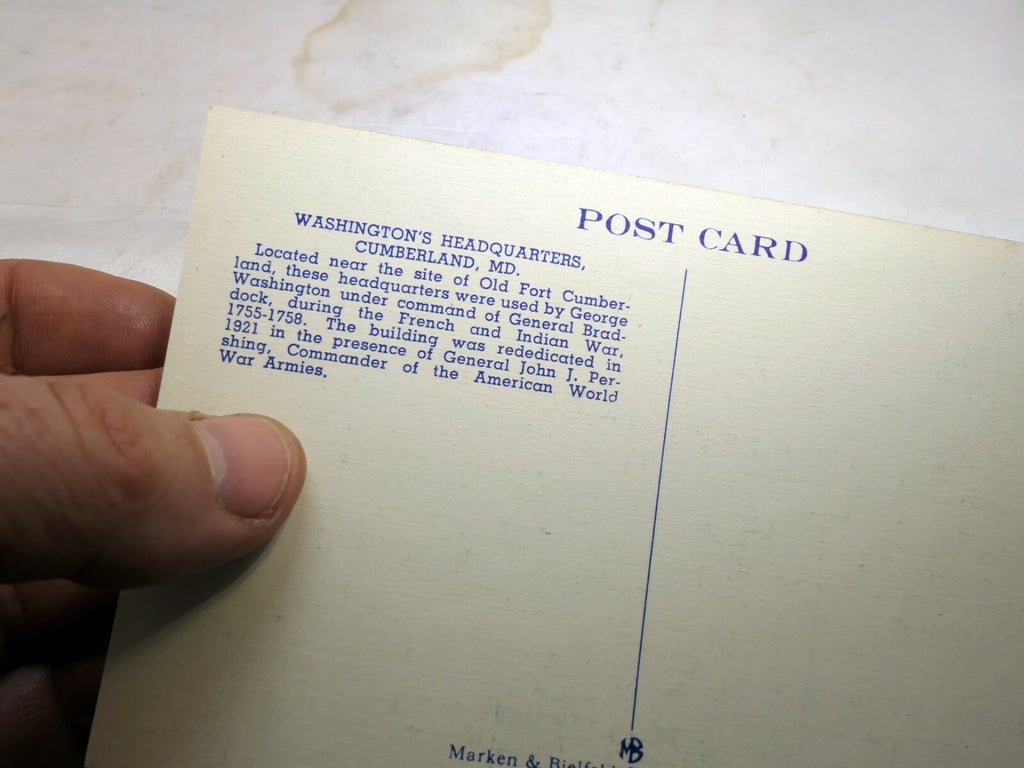 POST CARD
WASHINGTON'S HEADQUARTERS,
CUMBERLAND, MD.
Located near the site of Old Fort Cumber-
land, these headquarters were used by George
Washington under command of General Brad-
dock, during the French and Indian War,
1755-1758. The building was rededicated in
1921 in the presence of General John J. Per-
shing, Commander of the American World
War Armies.
MB
Marken &